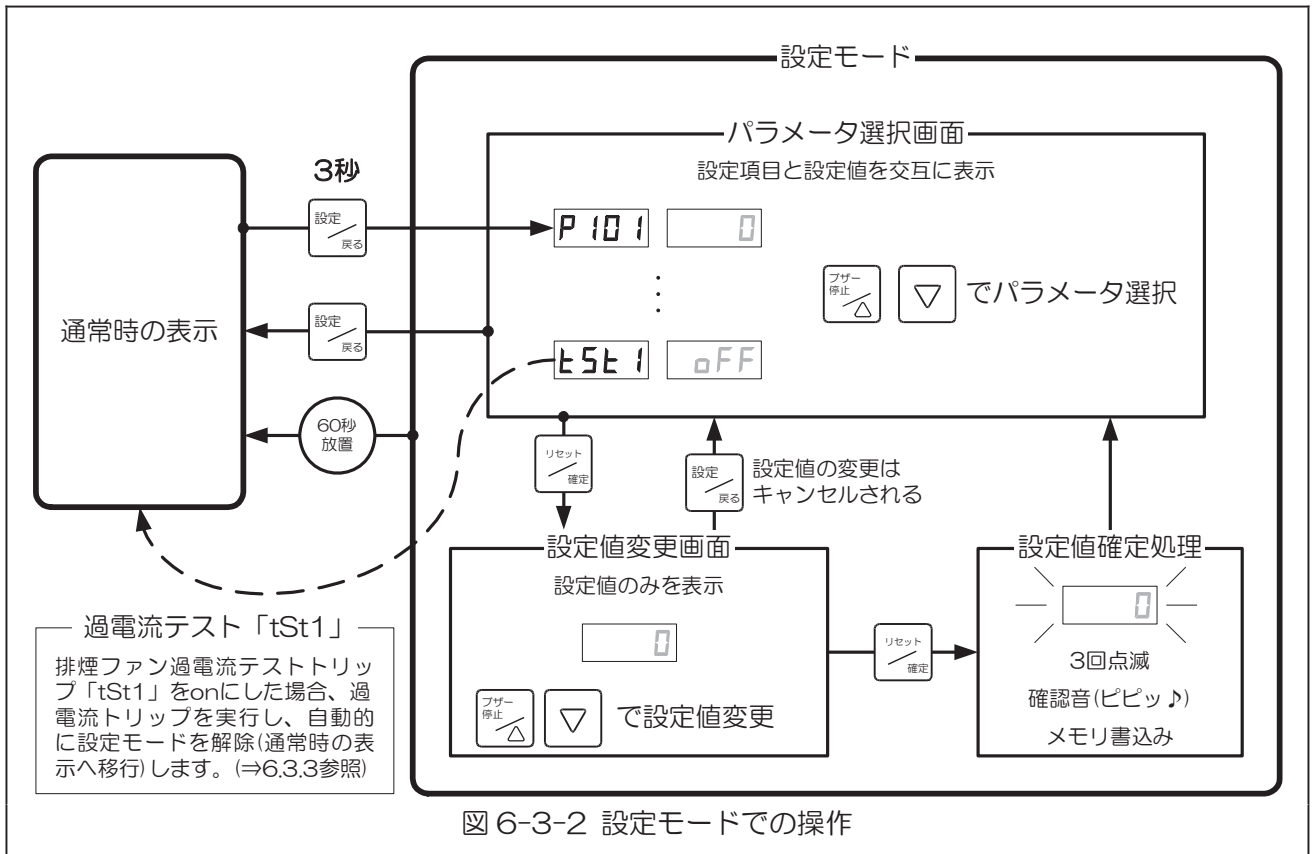 設定モード
パラメータ選択画面
設定項目と設定値を交互に表示
3秒
設定
戻る
P101 0
ブザー
停止
でパラメータ選択
通常時の表示
設定
戻る
tSt1 oFF
60秒
放置
リセット
確定
設定
戻る
設定値の変更は
キャンセルされる
設定値変更画面
設定値のみを表示
0
ブザー
停止
で設定値変更
リセット
確定
設定値確定処理
0
3回点滅
確認音(ピピッ♪)
メモリ書込み
過電流テスト「tSt1」
排煙ファン過電流テストトリッ
プ「tSt1」をonにした場合、過
電流トリップを実行し、自動的
に設定モードを解除(通常時の表
示へ移行)します。(⇒6.3.3参照)
図 6-3-2 設定モードでの操作